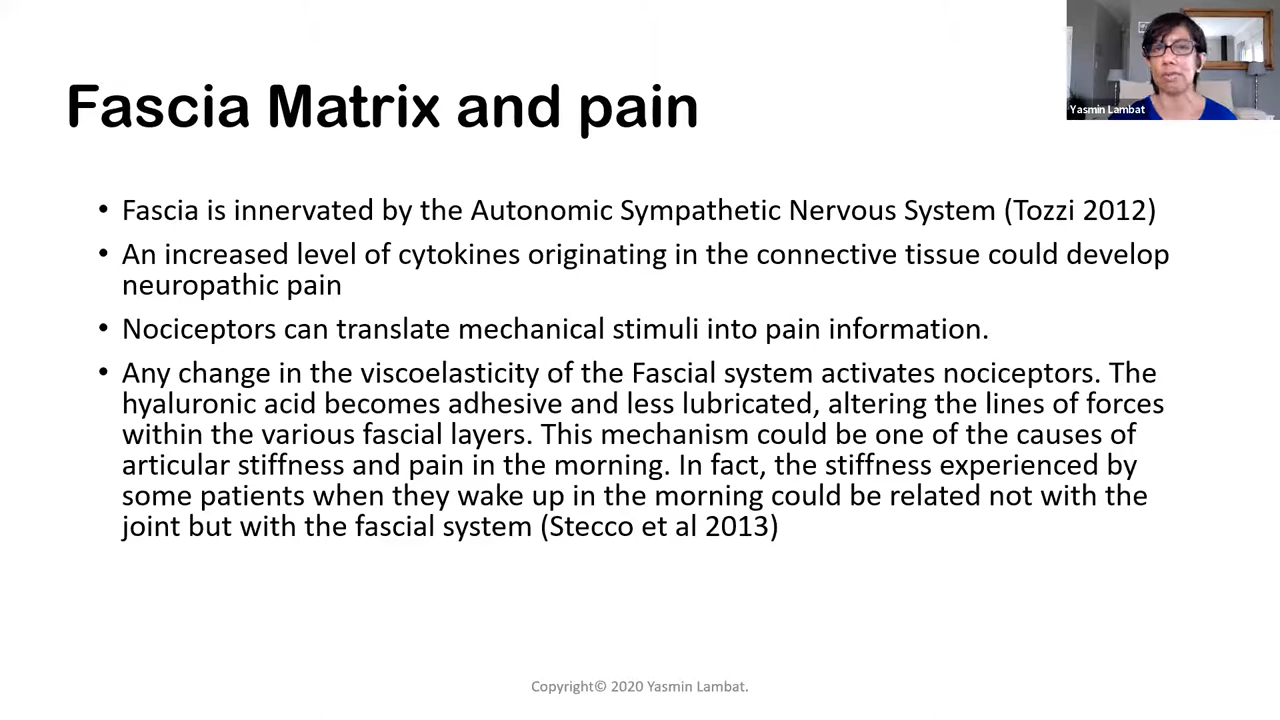 Yasmin Lambat
Fascia Matrix and pain
• Fascia is innervated by the Autonomic Sympathetic Nervous System (Tozzi 2012)
• An increased level of cytokines originating in the connective tissue could develop
neuropathic pain
• Nociceptors can translate mechanical stimuli into pain information.
• Any change in the viscoelasticity of the Fascial system activates nociceptors. The
hyaluronic acid becomes adhesive and less lubricated, altering the lines of forces
within the various fascial layers. This mechanism could be one of the causes of
articular stiffness and pain in the morning. In fact, the stiffness experienced by
some patients when they wake up in the morning could be related not with the
joint but with the fascial system (Stecco et al 2013)
Copyright© 2020 Yasmin Lambat.